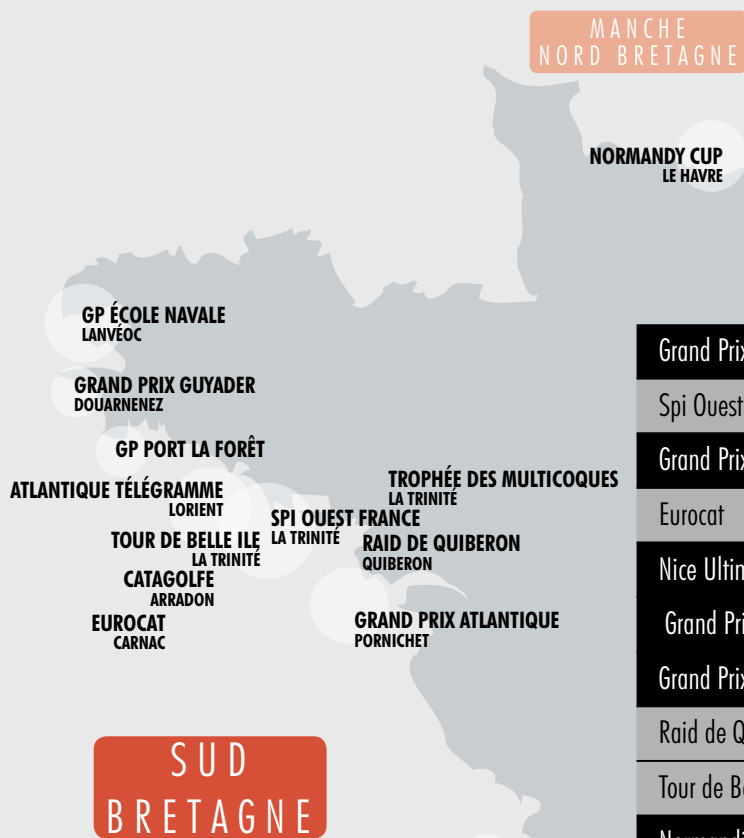 MANCHE
NORD BRETAGNE
NORMANDY CUP
LE HAVRE
GP ÉCOLE NAVALE
LANVÉOC
GRAND PRIX GUYADER
DOUARNENEZ
GP PORT LA FORÊT
ATLANTIQUE TÉLÉGRAMME
LORIENT
TROPHÉE DES MULTICOQUES
LA TRINITÉ
SPI OUEST FRANCE
LA TRINITÉ
TOUR DE BELLE ILE
LA TRINITÉ
RAID DE QUIBERON
QUIBERON
CATAGOLFE
ARRADON
EUROCAT
CARNAC
GRAND PRIX ATLANTIQUE
PORNICHET
SUD
BRETAGNE
Grand Prix
Spi Ouest
Grand Prix
Eurocat
Nice Ultim
Grand Pri
Grand Prix
Raid de Q
Tour de B